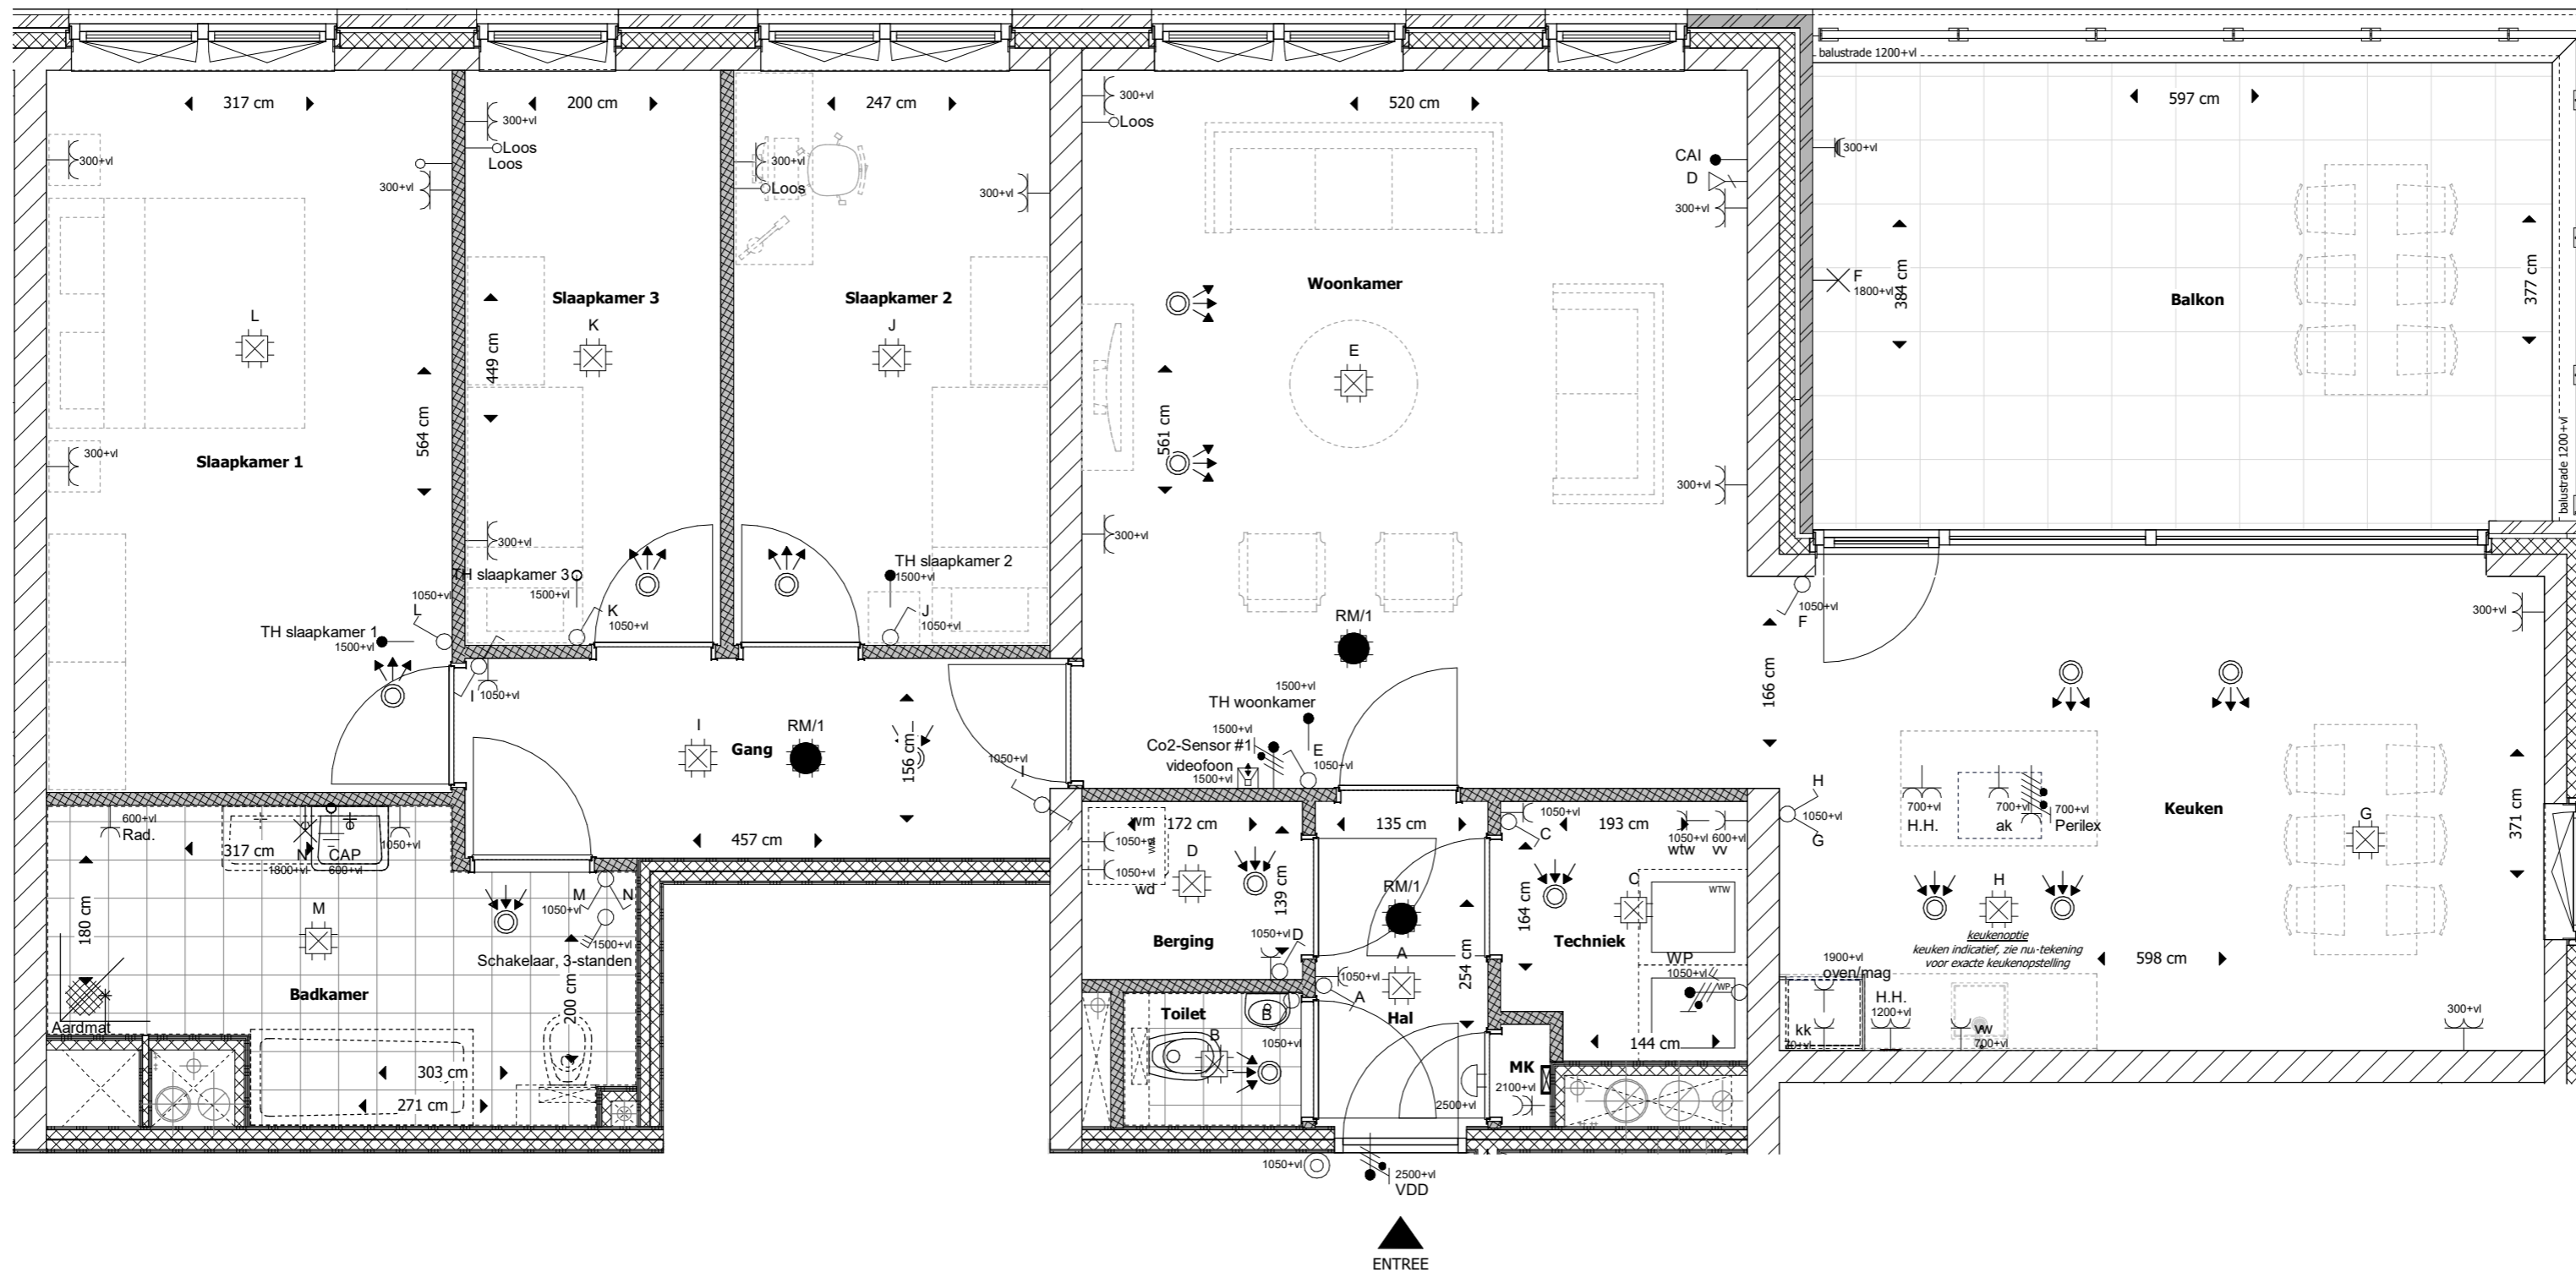 balustrade 1200+vl
317 cm
200 cm
247 cm
520 cm
597 cm
300+vl
300+vl
300+vl
Loos
Loos
300+vl
300+vl
Loos
300+vl
300+vl
Loos
CAI
D
300+vl
300+vl
F
1800+vl
384 cm
377 cm
Balkon
balustrade 1200+vl
Slaapkamer 3
K
Slaapkamer 2
J
Woonkamer
E
L
449 cm
564 cm
561 cm
300+vl
Slaapkamer 1
300+vl
300+vl
300+vl
TH slaapkamer 3
1500+vl
TH slaapkamer 2
1500+vl
1050+vl
L
K
1050+vl
J
1050+vl
TH slaapkamer 1
1500+vl
I
1050+vl
RM/1
1050+vl
F
300+vl
166 cm
1500+vl
TH woonkamer
I
Gang
RM/1
156 cm
1050+vl
I
1500+vl
Co2-Sensor #1
videofoon
1500+vl
E
1050+vl
457 cm
600+vl
Rad.
317 cm
N
1800+vl
CAP
600+vl
1050+vl
M
180 cm
M
N
1050+vl
1500+vl
Schakelaar, 3-standen
Badkamer
200 cm
Aardmat
303 cm
271 cm
wm
172 cm
1050+vl
1050+vl
wd
D
139 cm
Berging
1050+vl
D
135 cm
RM/1
A
254 cm
1050+vl
A
Hal
Toilet
B
B
1050+vl
2500+vl
MK
2100+vl
1050+vl
C
193 cm
1050+vl
wtw
600+vl
vv
164 cm
C
WTW
Techniek
WP
1050+vl
WP
144 cm
H
1050+vl
G
700+vl
H.H.
700+vl
ak
700+vl
Perilex
Keuken
G
371 cm
H
keukenoptie
keuken indicatief, zie nul-tekening
voor exacte keukenopstelling
598 cm
1900+vl
oven/mag
H.H.
1200+vl
kk
vw
700+vl
300+vl
1050+vl
2500+vl
VDD
ENTREE